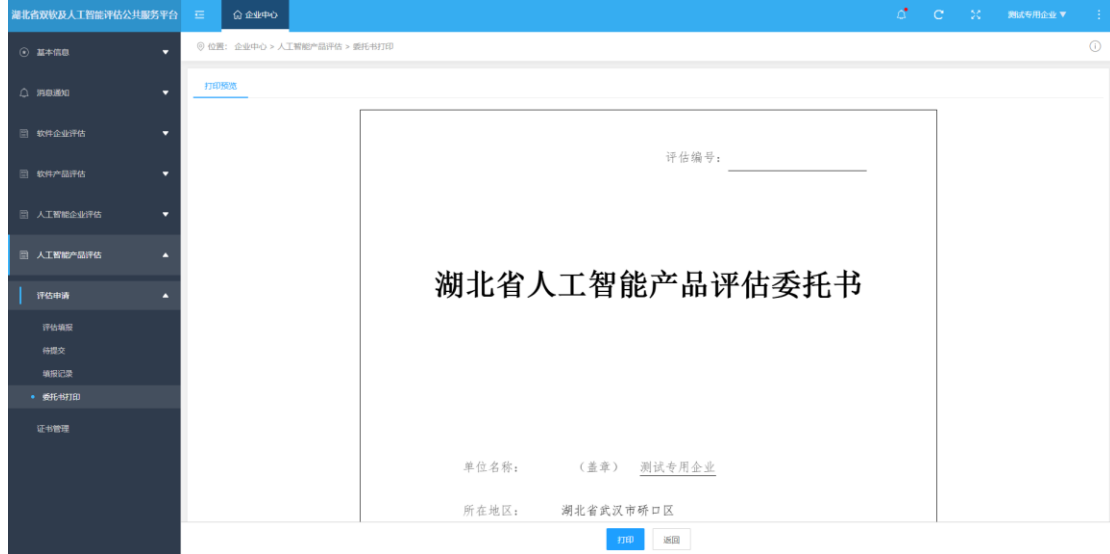 湖北省双软及人工智能评估公共服务平台
企业中心
测试专用企业
基本信息
消息通知
软件企业评估
软件产品评估
人工智能企业评估
人工智能产品评估
评估申请
评估填报
待提交
填报记录
委托书打印
证书管理
位置： 企业中心 > 人工智能产品评估 > 委托书打印
打印预览
评估编号：
湖北省人工智能产品评估委托书
单位名称： （盖章） 测试专用企业
所在地区： 湖北省武汉市硚口区
打印 返回